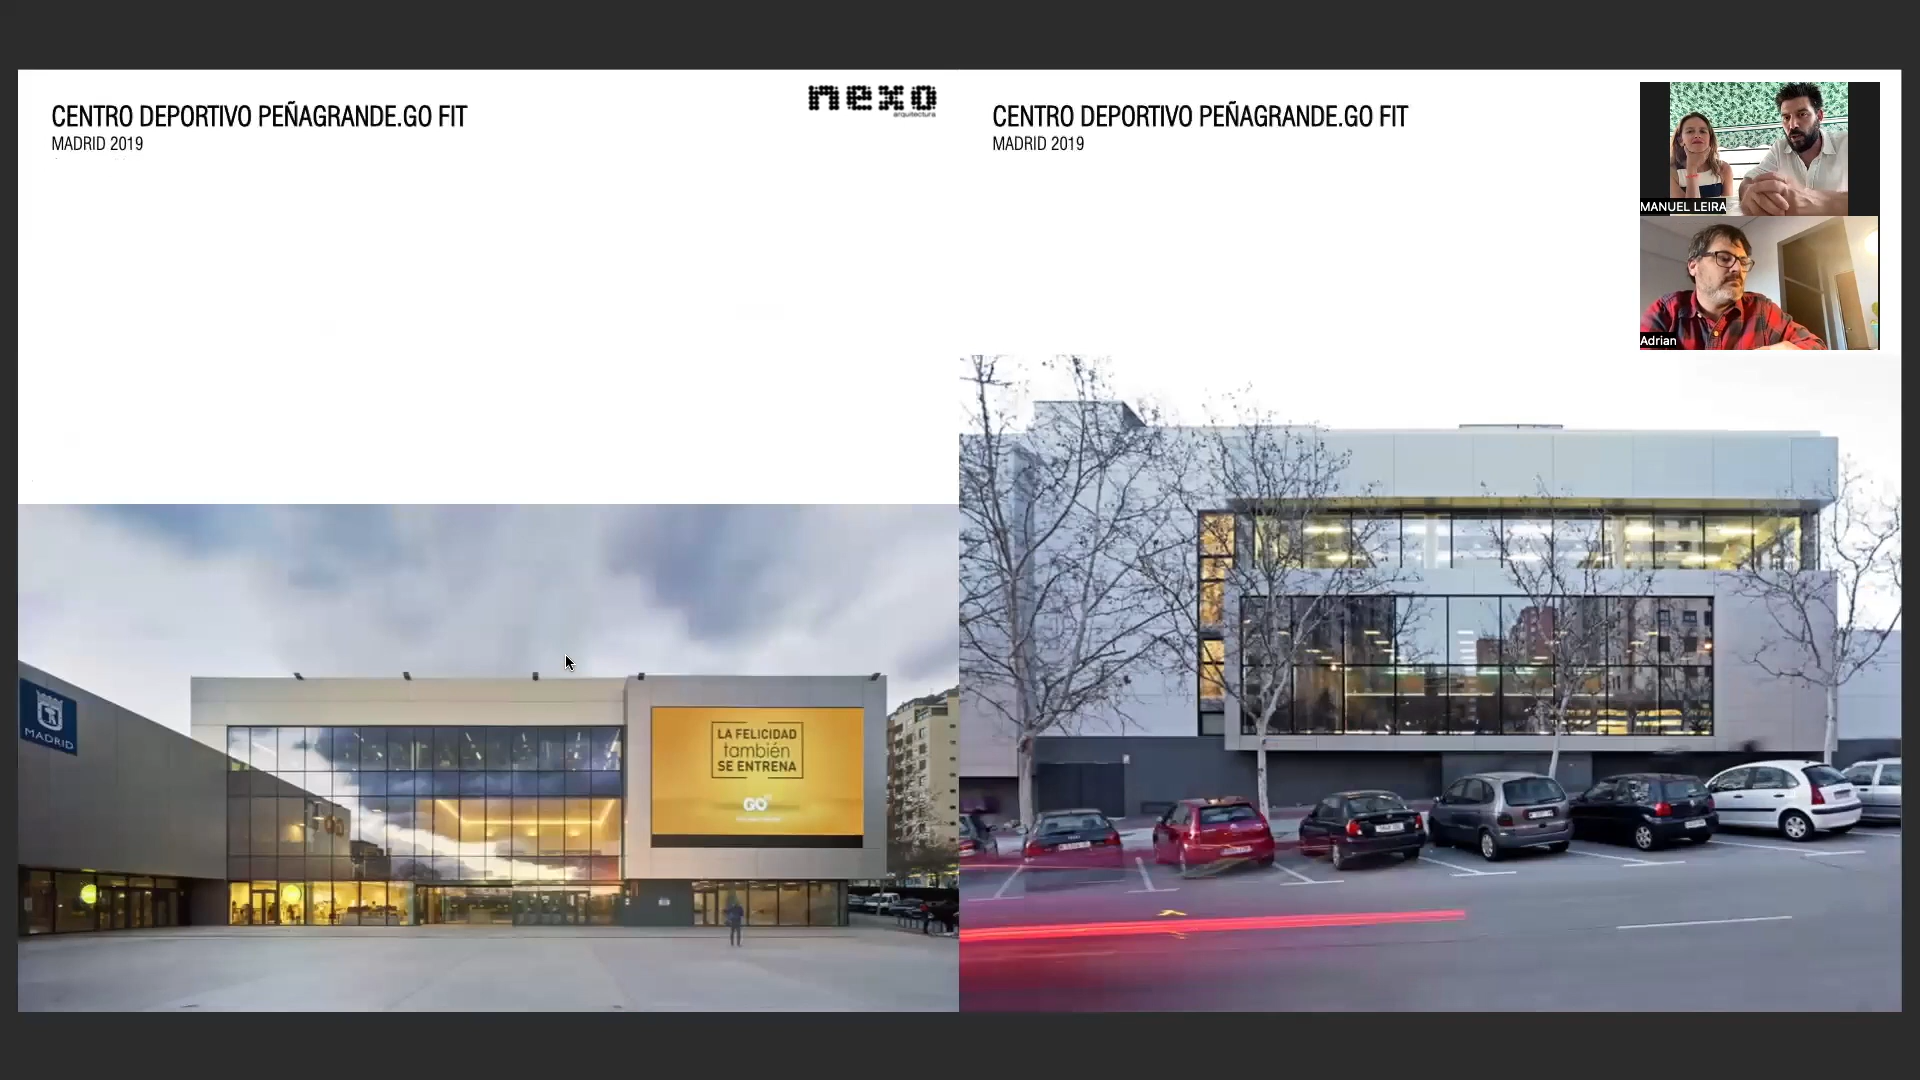 CENTRO DEPORTIVO PEÑAGRANDE.GO FIT
MADRID 2019
nexo
arquitectura
CENTRO DEPORTIVO PEÑAGRANDE.GO FIT
MADRID 2019
MANUEL LEIRA
Adrian
MADRID
LA FELICIDAD
también
SE ENTRENA
GO